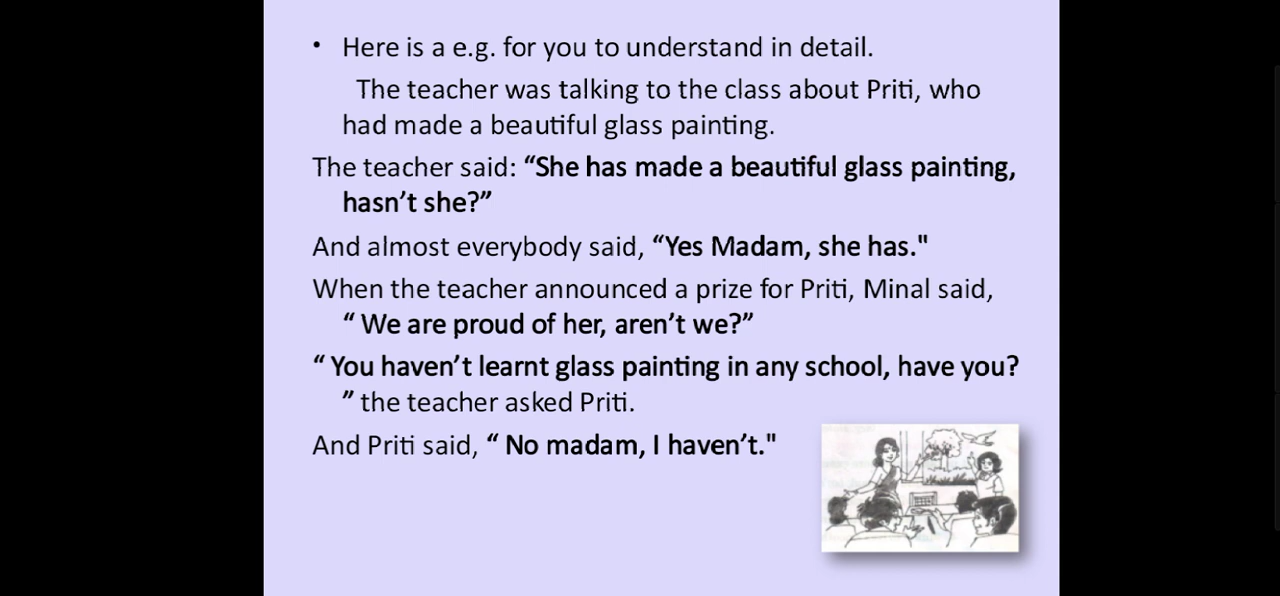 • Here is a e.g. for you to understand in detail.
The teacher was talking to the class about Priti, who
had made a beautiful glass painting.
The teacher said: “She has made a beautiful glass painting,
hasn’t she?”
And almost everybody said, “Yes Madam, she has."
When the teacher announced a prize for Priti, Minal said,
“ We are proud of her, aren’t we?”
“ You haven’t learnt glass painting in any school, have you?
” the teacher asked Priti.
And Priti said, “ No madam, I haven’t."